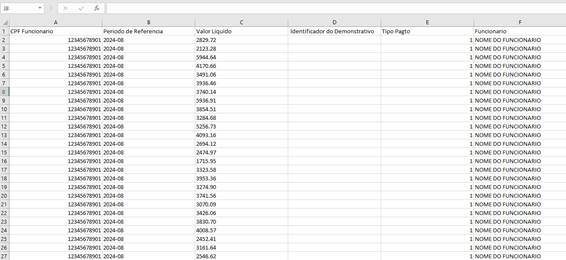 J8
A B C D E F
1 CPF Funcionario Periodo de Referencia Valor Liquido Identificador do Demonstrativo Tipo Pagto Funcionario
2 12345678901 2024-08 2829.72 1 NOME DO FUNCIONARIO
3 12345678901 2024-08 2123.28 1 NOME DO FUNCIONARIO
4 12345678901 2024-08 5944.64 1 NOME DO FUNCIONARIO
5 12345678901 2024-08 4170.66 1 NOME DO FUNCIONARIO
6 12345678901 2024-08 3491.06 1 NOME DO FUNCIONARIO
7 12345678901 2024-08 3936.46 1 NOME DO FUNCIONARIO
8 12345678901 2024-08 3740.14 1 NOME DO FUNCIONARIO
9 12345678901 2024-08 5936.91 1 NOME DO FUNCIONARIO
10 12345678901 2024-08 3854.51 1 NOME DO FUNCIONARIO
11 12345678901 2024-08 3284.68 1 NOME DO FUNCIONARIO
12 12345678901 2024-08 5256.73 1 NOME DO FUNCIONARIO
13 12345678901 2024-08 4093.16 1 NOME DO FUNCIONARIO
14 12345678901 2024-08 2694.12 1 NOME DO FUNCIONARIO
15 12345678901 2024-08 2474.97 1 NOME DO FUNCIONARIO
16 12345678901 2024-08 1715.95 1 NOME DO FUNCIONARIO
17 12345678901 2024-08 3323.58 1 NOME DO FUNCIONARIO
18 12345678901 2024-08 3953.36 1 NOME DO FUNCIONARIO
19 12345678901 2024-08 3274.90 1 NOME DO FUNCIONARIO
20 12345678901 2024-08 3741.56 1 NOME DO FUNCIONARIO
21 12345678901 2024-08 3070.09 1 NOME DO FUNCIONARIO
22 12345678901 2024-08 3426.06 1 NOME DO FUNCIONARIO
23 12345678901 2024-08 3830.70 1 NOME DO FUNCIONARIO
24 12345678901 2024-08 4008.57 1 NOME DO FUNCIONARIO
25 12345678901 2024-08 2452.41 1 NOME DO FUNCIONARIO
26 12345678901 2024-08 3161.64 1 NOME DO FUNCIONARIO
27 12345678901 2024-08 2546.62 1 NOME DO FUNCIONARIO